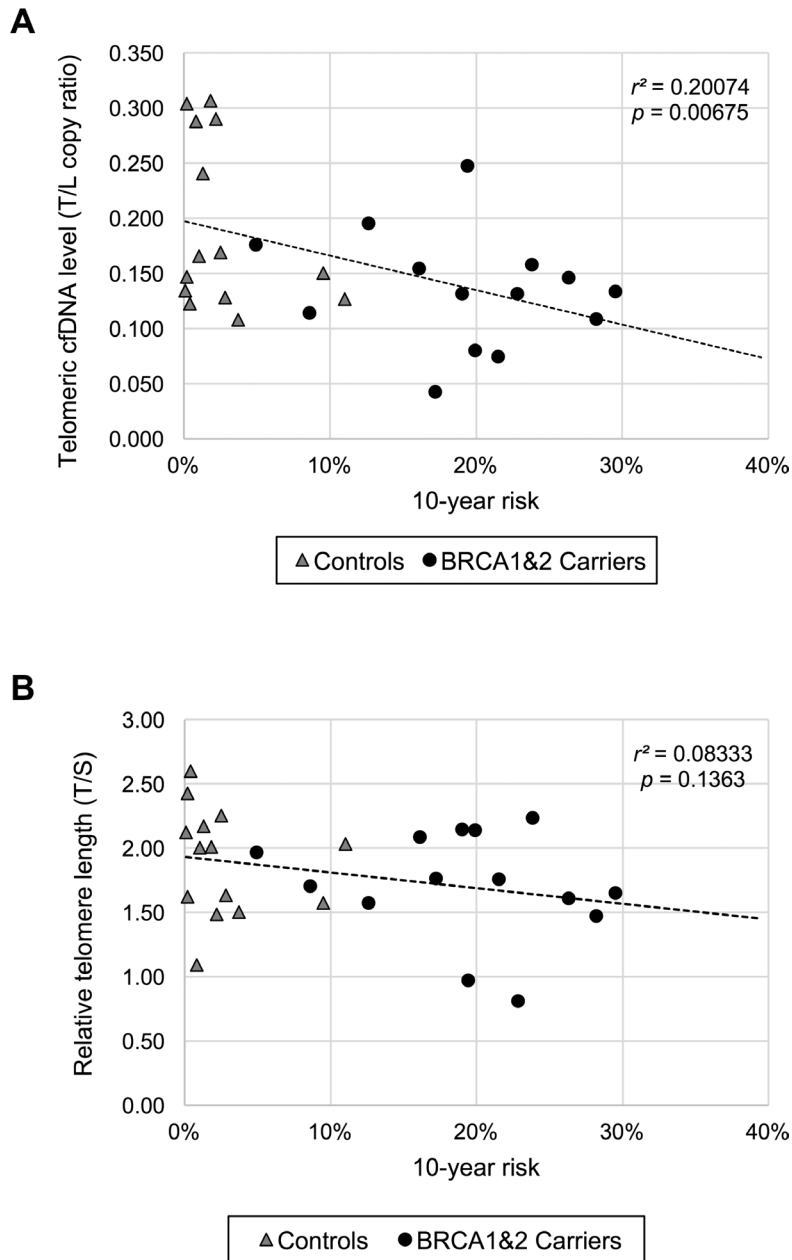 A
Telomeric cfDNA level (T/L copy ratio)
0.350
0.300
0.250
0.200
0.150
0.100
0.050
0.000
r² = 0.20074
p = 0.00675
0% 10% 20% 30% 40%
10-year risk
Controls BRCA1&2 Carriers
B
Relative telomere length (T/S)
3.00
2.50
2.00
1.50
1.00
0.50
0.00
r² = 0.08333
p = 0.1363
0% 10% 20% 30% 40%
10-year risk
Controls BRCA1&2 Carriers